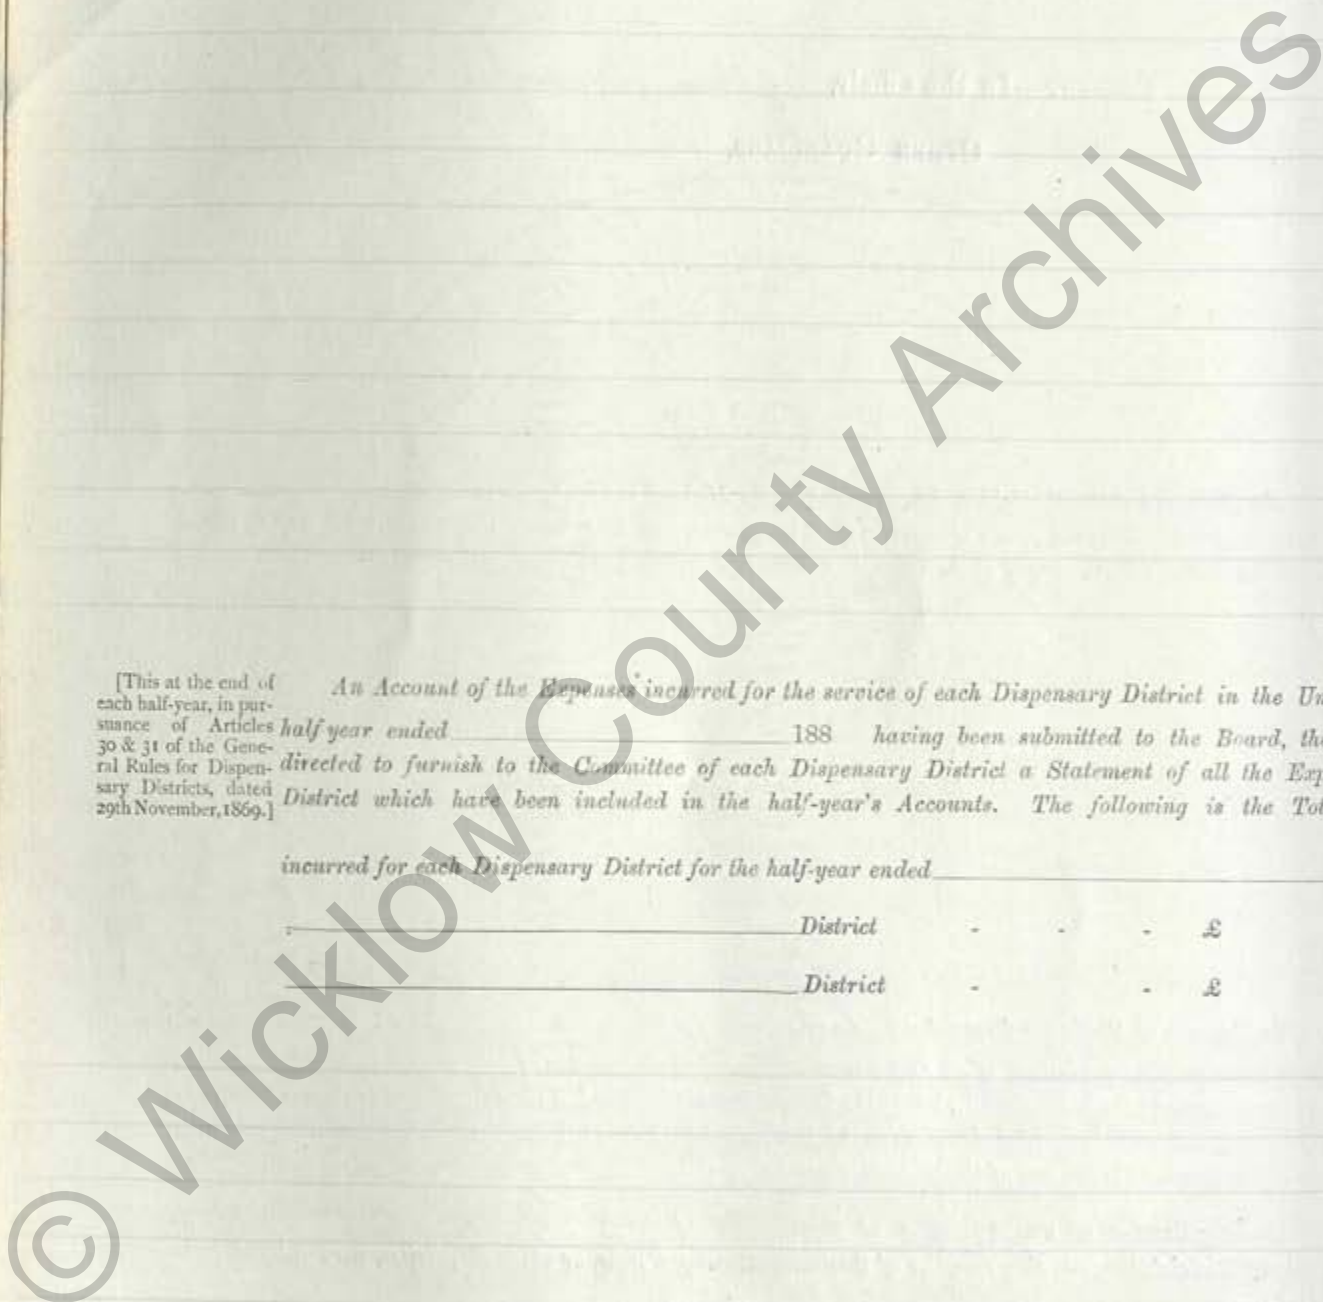 [This at the end of
each half-year, in pur-
suance of Articles
30 & 31 of the Gene-
ral Rules for Dispen-
sary Districts, dated
29th November, 1869.]
An Account of the Expenses incurred for the service of each Dispensary District in the Un
half year ended 188 having been submitted to the Board, the
directed to furnish to the Committee of each Dispensary District a Statement of all the Exp
District which have been included in the half-year's Accounts. The following is the Tot
incurred for each Dispensary District for the half-year ended
District - - - £
District - - £
© Wicklow County Archives